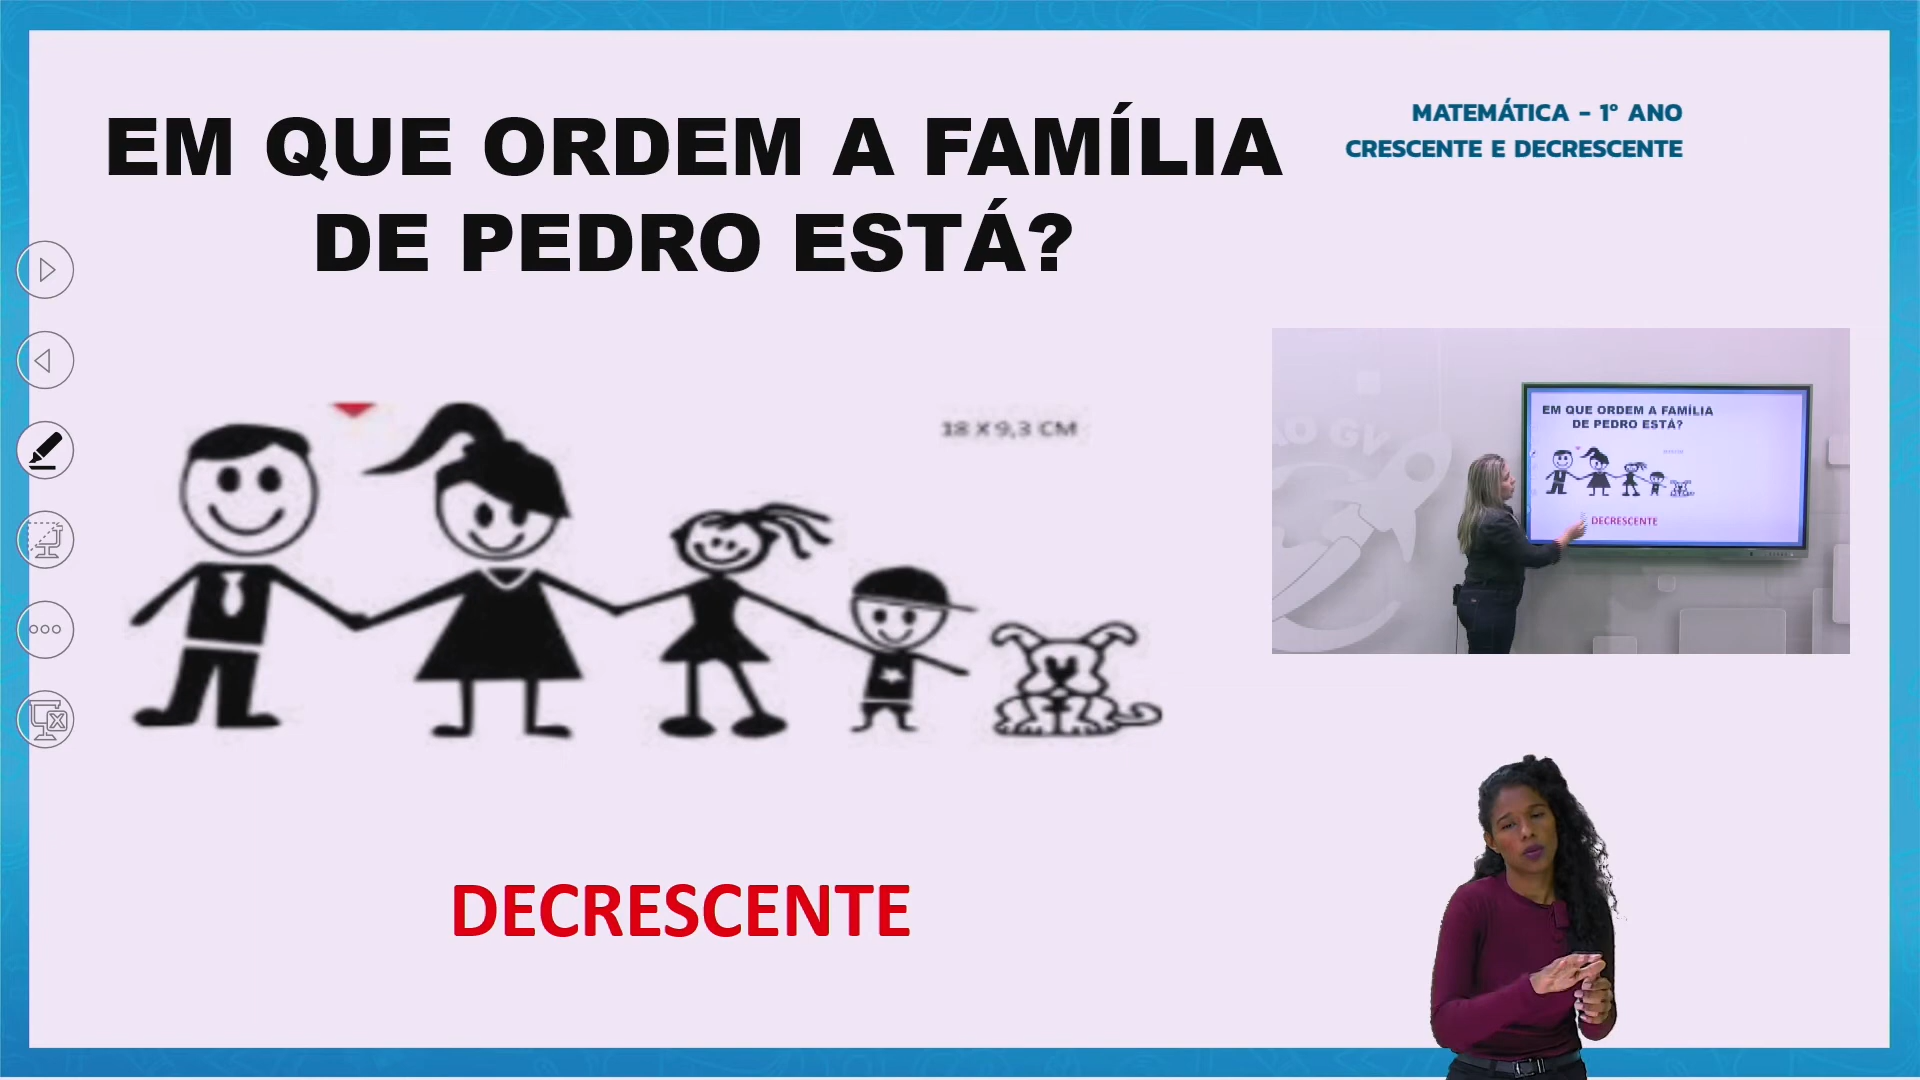 EM QUE ORDEM A FAMÍLIA
DE PEDRO ESTÁ?
MATEMÁTICA - 1º ANO
CRESCENTE E DECRESCENTE
18 X 9,3 CM
DECRESCENTE
EM QUE ORDEM A FAMÍLIA
DE PEDRO ESTÁ?
DECRESCENTE